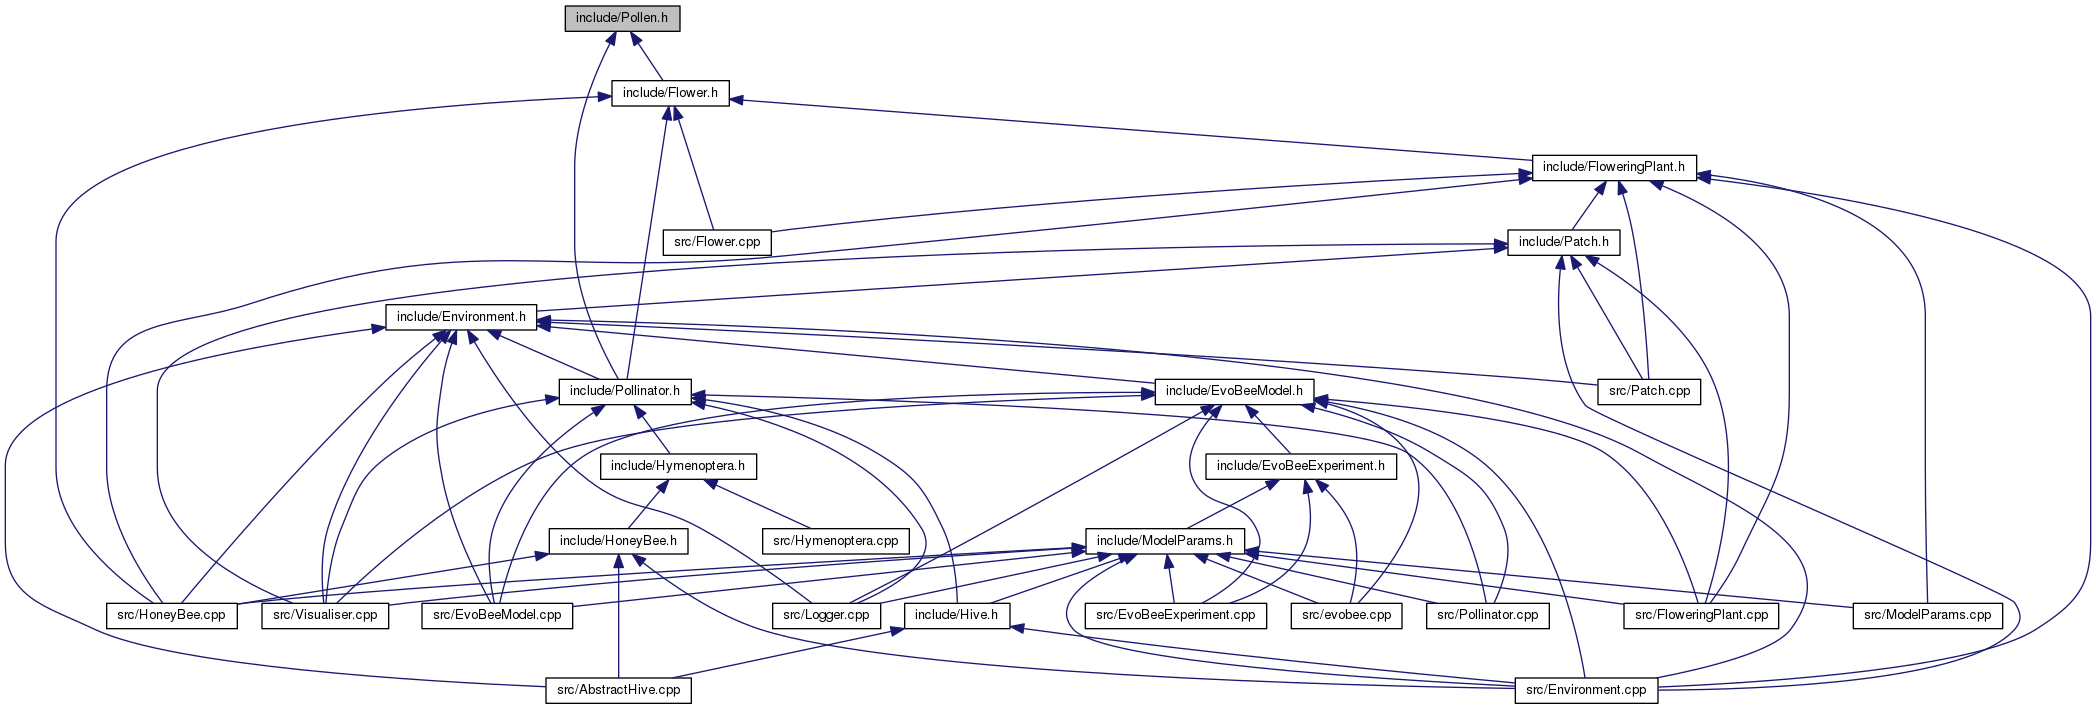 include/Pollen.h
include/Flower.h
include/FloweringPlant.h
src/Flower.cpp
include/Patch.h
include/Environment.h
include/Pollinator.h
include/EvoBeeModel.h
src/Patch.cpp
include/Hymenoptera.h
include/EvoBeeExperiment.h
include/HoneyBee.h
src/Hymenoptera.cpp
include/ModelParams.h
src/HoneyBee.cpp
src/Visualiser.cpp
src/EvoBeeModel.cpp
src/Logger.cpp
include/Hive.h
src/EvoBeeExperiment.cpp
src/evobee.cpp
src/Pollinator.cpp
src/FloweringPlant.cpp
src/ModelParams.cpp
src/AbstractHive.cpp
src/Environment.cpp